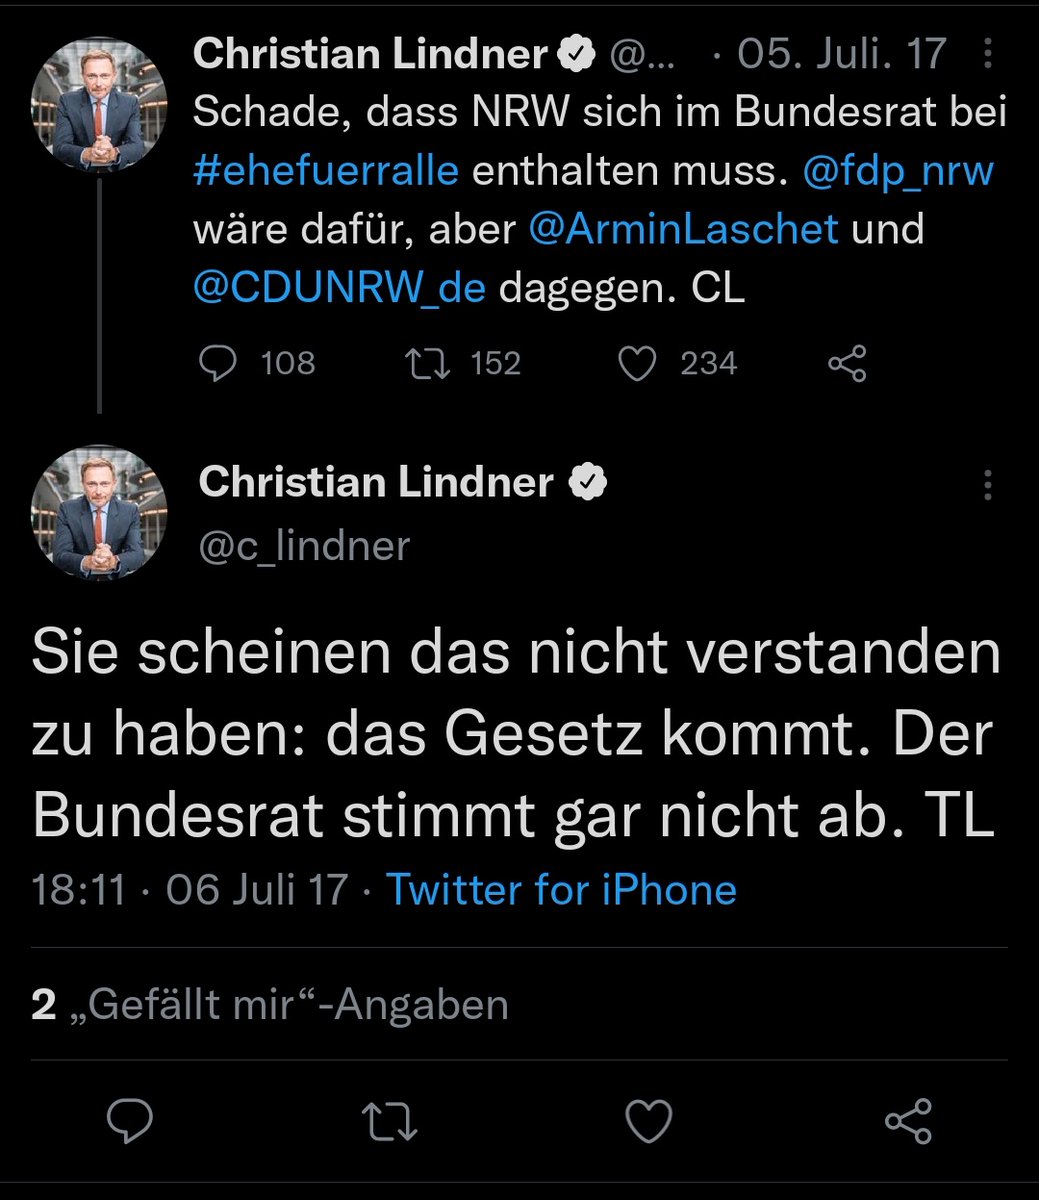 Christian Lindner @... · 05. Juli. 17
Schade, dass NRW sich im Bundesrat bei
#ehefuerralle enthalten muss. @fdp_nrw
wäre dafür, aber @ArminLaschet und
@CDUNRW_de dagegen. CL
108 152 234
Christian Lindner
@c_lindner
Sie scheinen das nicht verstanden
zu haben: das Gesetz kommt. Der
Bundesrat stimmt gar nicht ab. TL
18:11 · 06 Juli 17 · Twitter for iPhone
2 „Gefällt mir“-Angaben